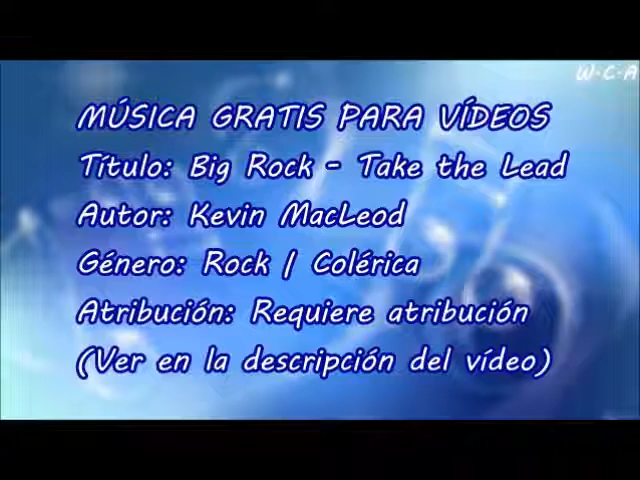 W·C·A
MÚSICA GRATIS PARA VÍDEOS
Título: Big Rock - Take the Lead
Autor: Kevin MacLeod
Género: Rock | Colérica
Atribución: Requiere atribución
(Ver en la descripción del vídeo)